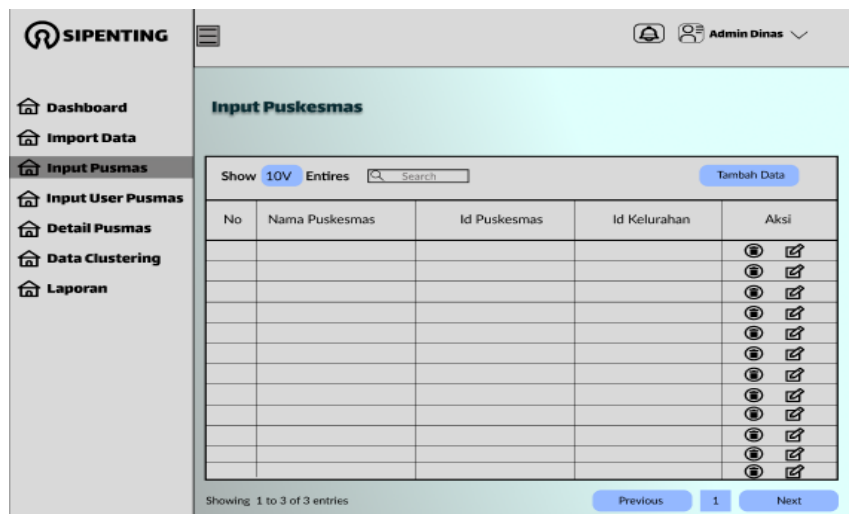 SIPENTING
Admin Dinas
Dashboard
Import Data
Input Pusmas
Input User Pusmas
Detail Pusmas
Data Clustering
Laporan
Input Puskesmas
Show 10V Entires Search Tambah Data
No Nama Puskesmas Id Puskesmas Id Kelurahan Aksi
Showing 1 to 3 of 3 entries Previous 1 Next